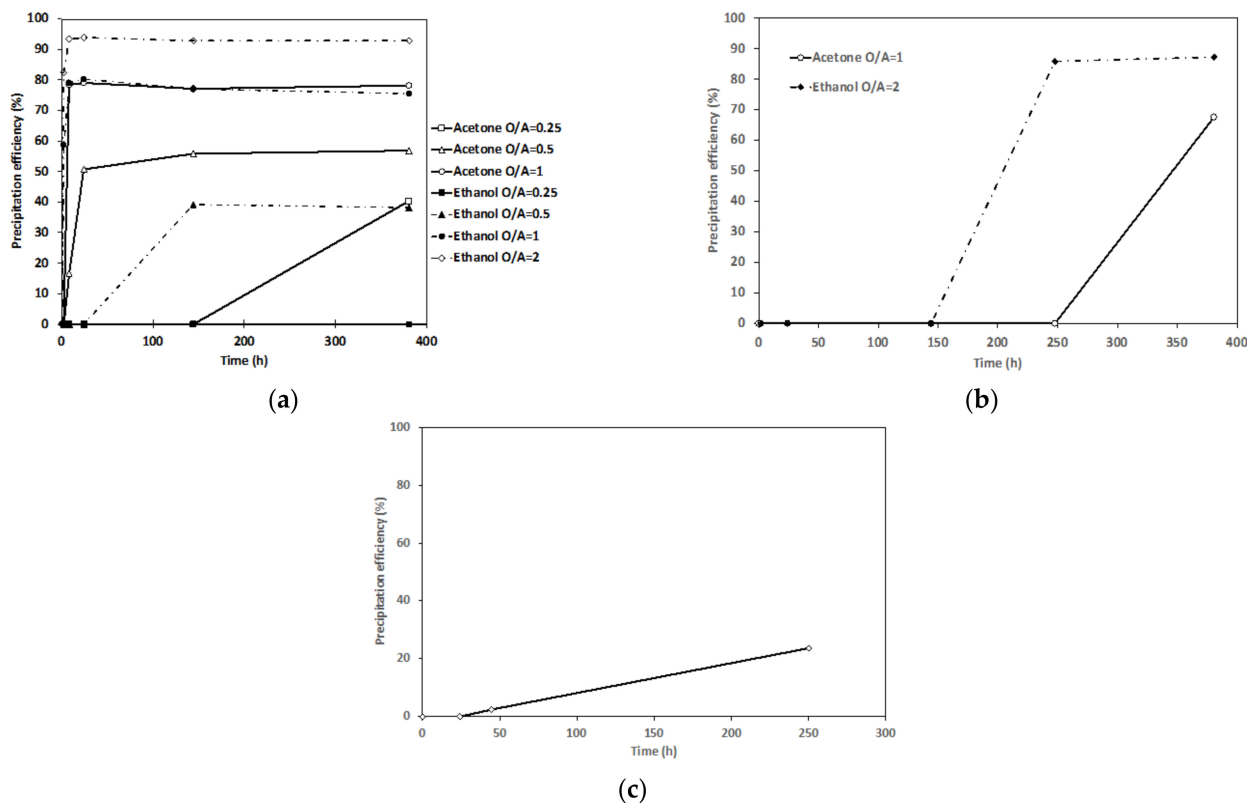 100
90
80
70
60
50
40
30
20
10
0
Precipitation efficiency (%)
0 100 200 300 400
Time (h)
Acetone O/A=0.25
Acetone O/A=0.5
Acetone O/A=1
Ethanol O/A=0.25
Ethanol O/A=0.5
Ethanol O/A=1
Ethanol O/A=2
(a)
100
90
80
70
60
50
40
30
20
10
0
Precipitation efficiency (%)
Acetone O/A=1
Ethanol O/A=2
0 50 100 150 200 250 300 350 400
Time (h)
(b)
100
80
60
40
20
0
Precipitation efficiency (%)
0 50 100 150 200 250 300
Time (h)
(c)